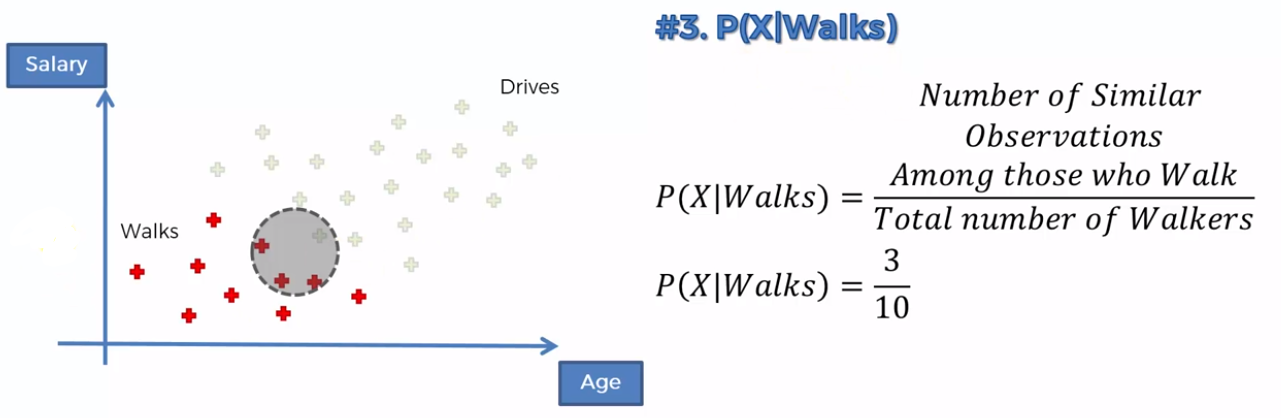 #3. P(X|Walks)
Salary
Drives
Walks
Age
Number of Similar
Observations
Among those who Walk
P(X|Walks) = 
Total number of Walkers
P(X|Walks) = 3/10